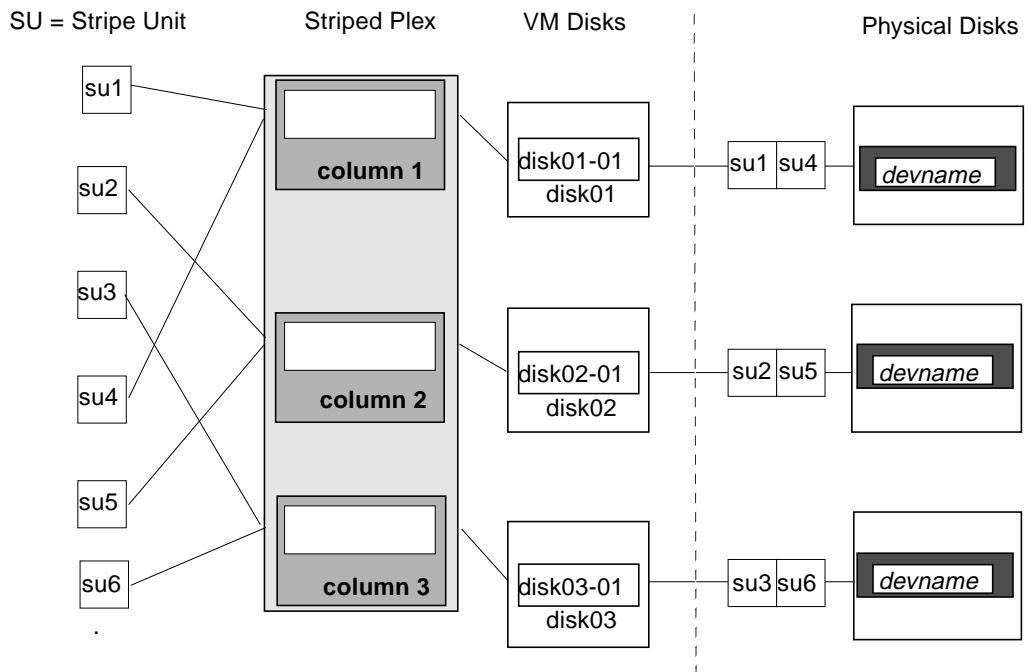 SU = Stripe Unit
Striped Plex
VM Disks
Physical Disks
su1
su2
su3
su4
su5
su6
.
column 1
column 2
column 3
disk01-01
disk01
disk02-01
disk02
disk03-01
disk03
su1 su4
devname
su2 su5
devname
su3 su6
devname